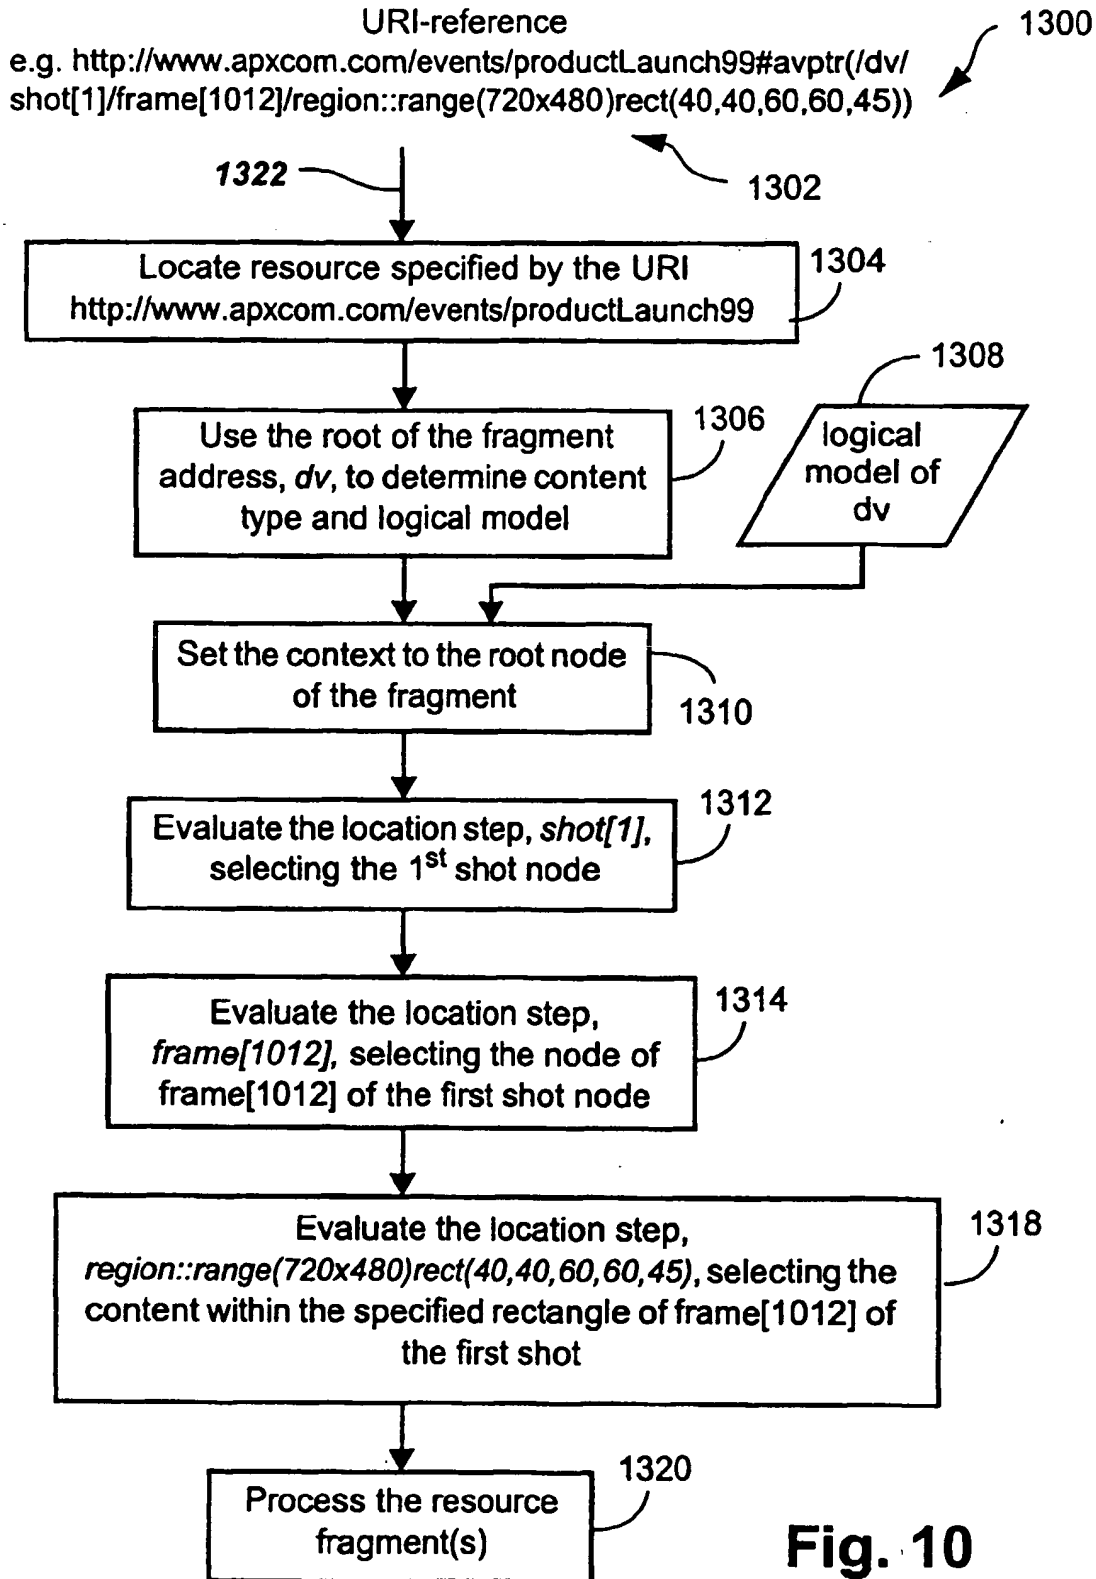 URI-reference
1300
e.g. http://www.apxcom.com/events/productLaunch99#avptr(/dv/
shot[1]/frame[1012]/region::range(720x480)rect(40,40,60,60,45))
1322
1302
Locate resource specified by the URI
http://www.apxcom.com/events/productLaunch99
1304
1308
Use the root of the fragment
address, dv, to determine content
type and logical model
1306
logical
model of
dv
Set the context to the root node
of the fragment
1310
Evaluate the location step, shot[1],
selecting the 1st shot node
1312
Evaluate the location step,
frame[1012], selecting the node of
frame[1012] of the first shot node
1314
Evaluate the location step,
region::range(720x480)rect(40,40,60,60,45), selecting the
content within the specified rectangle of frame[1012] of
the first shot
1318
Process the resource
fragment(s)
1320
Fig. 10